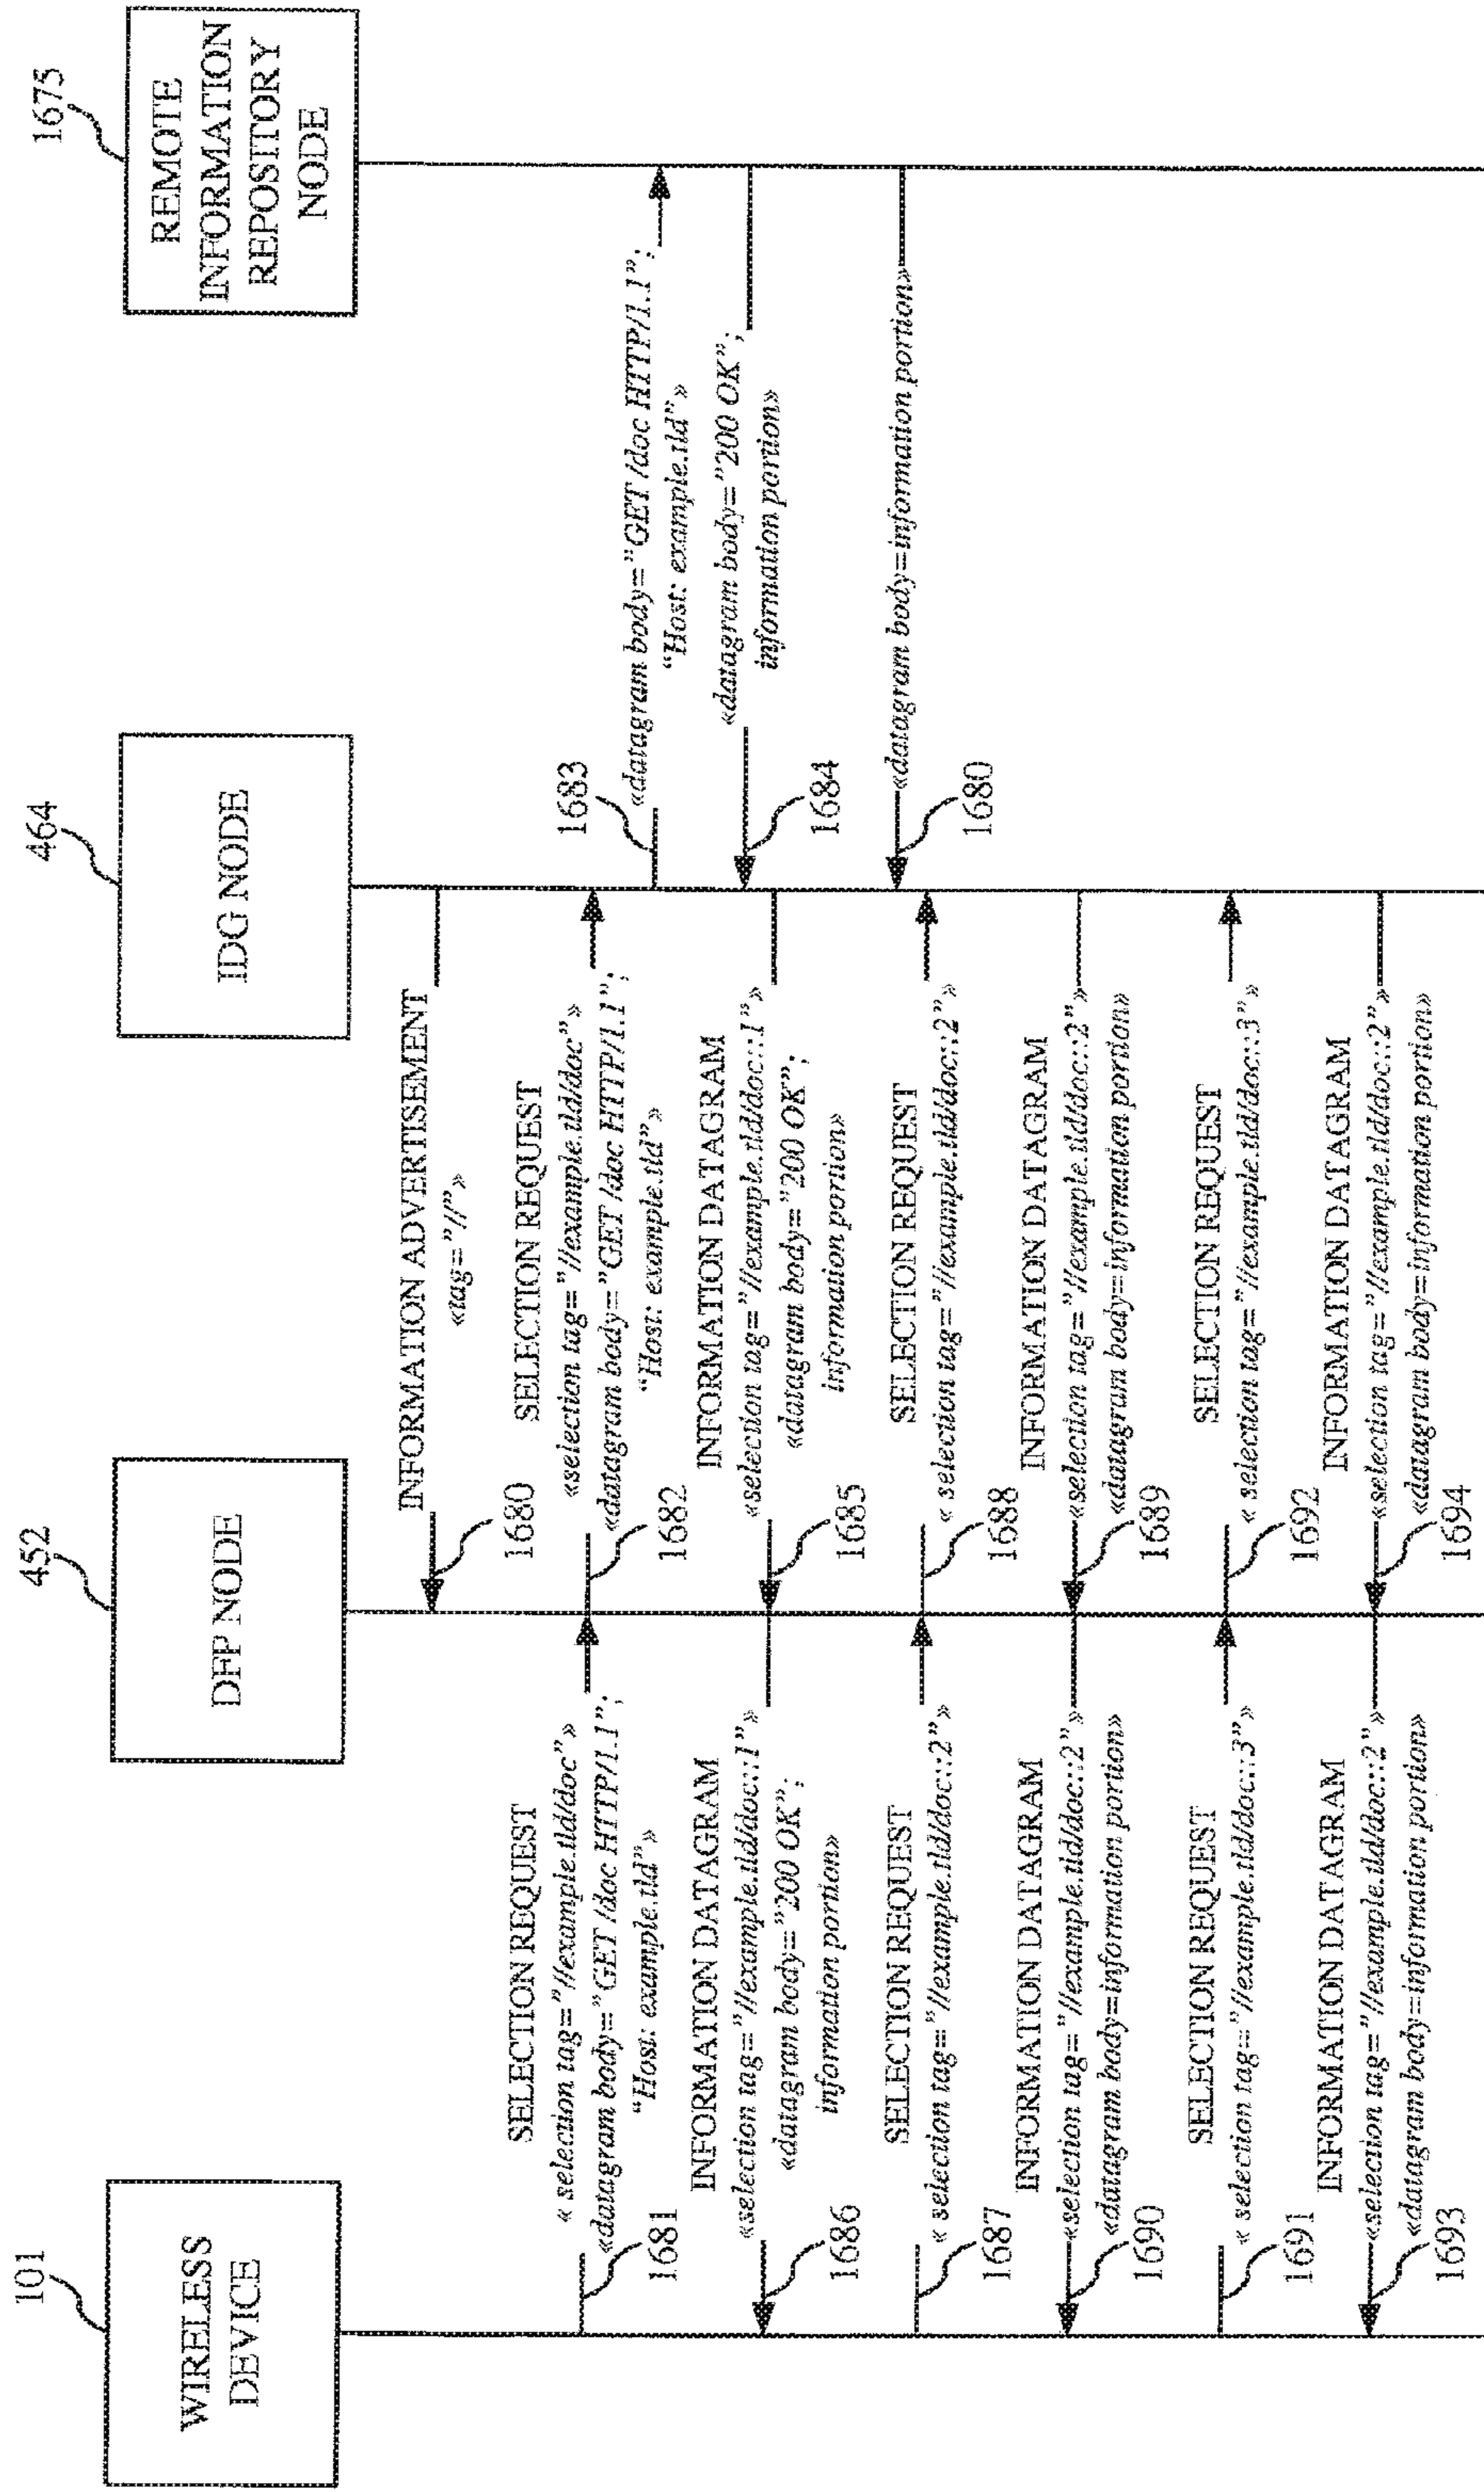 101
WIRELESS
DEVICE
452
DFP NODE
464
IDG NODE
1675
REMOTE
INFORMATION
REPOSITORY
NODE
INFORMATION ADVERTISEMENT
«tag="//"»
1680
SELECTION REQUEST
« selection tag="//example.tld/doc"»
«datagram body="GET /doc HTTP/1.1";
"Host: example.tld"»
1681
SELECTION REQUEST
«selection tag="//example.tld/doc"»
«datagram body="GET /doc HTTP/1.1";
"Host: example.tld"»
1682
1683
«datagram body="GET /doc HTTP/1.1";
"Host: example.tld"»
«datagram body="200 OK";
information portion»
1684
INFORMATION DATAGRAM
«selection tag="//example.tld/doc::1"»
«datagram body="200 OK";
information portion»
1685
INFORMATION DATAGRAM
«selection tag="//example.tld/doc::1"»
«datagram body="200 OK";
information portion»
1686
«datagram body=information portion»
1680
SELECTION REQUEST
« selection tag="//example.tld/doc::2"»
1687
SELECTION REQUEST
« selection tag="//example.tld/doc::2"»
1688
INFORMATION DATAGRAM
«selection tag="//example.tld/doc::2"»
«datagram body=information portion»
1689
INFORMATION DATAGRAM
«selection tag="//example.tld/doc::2"»
«datagram body=information portion»
1690
SELECTION REQUEST
« selection tag="//example.tld/doc::3"»
1691
SELECTION REQUEST
« selection tag="//example.tld/doc::3"»
1692
INFORMATION DATAGRAM
«selection tag="//example.tld/doc::2"»
«datagram body=information portion»
1693
INFORMATION DATAGRAM
«selection tag="//example.tld/doc::2"»
«datagram body=information portion»
1694